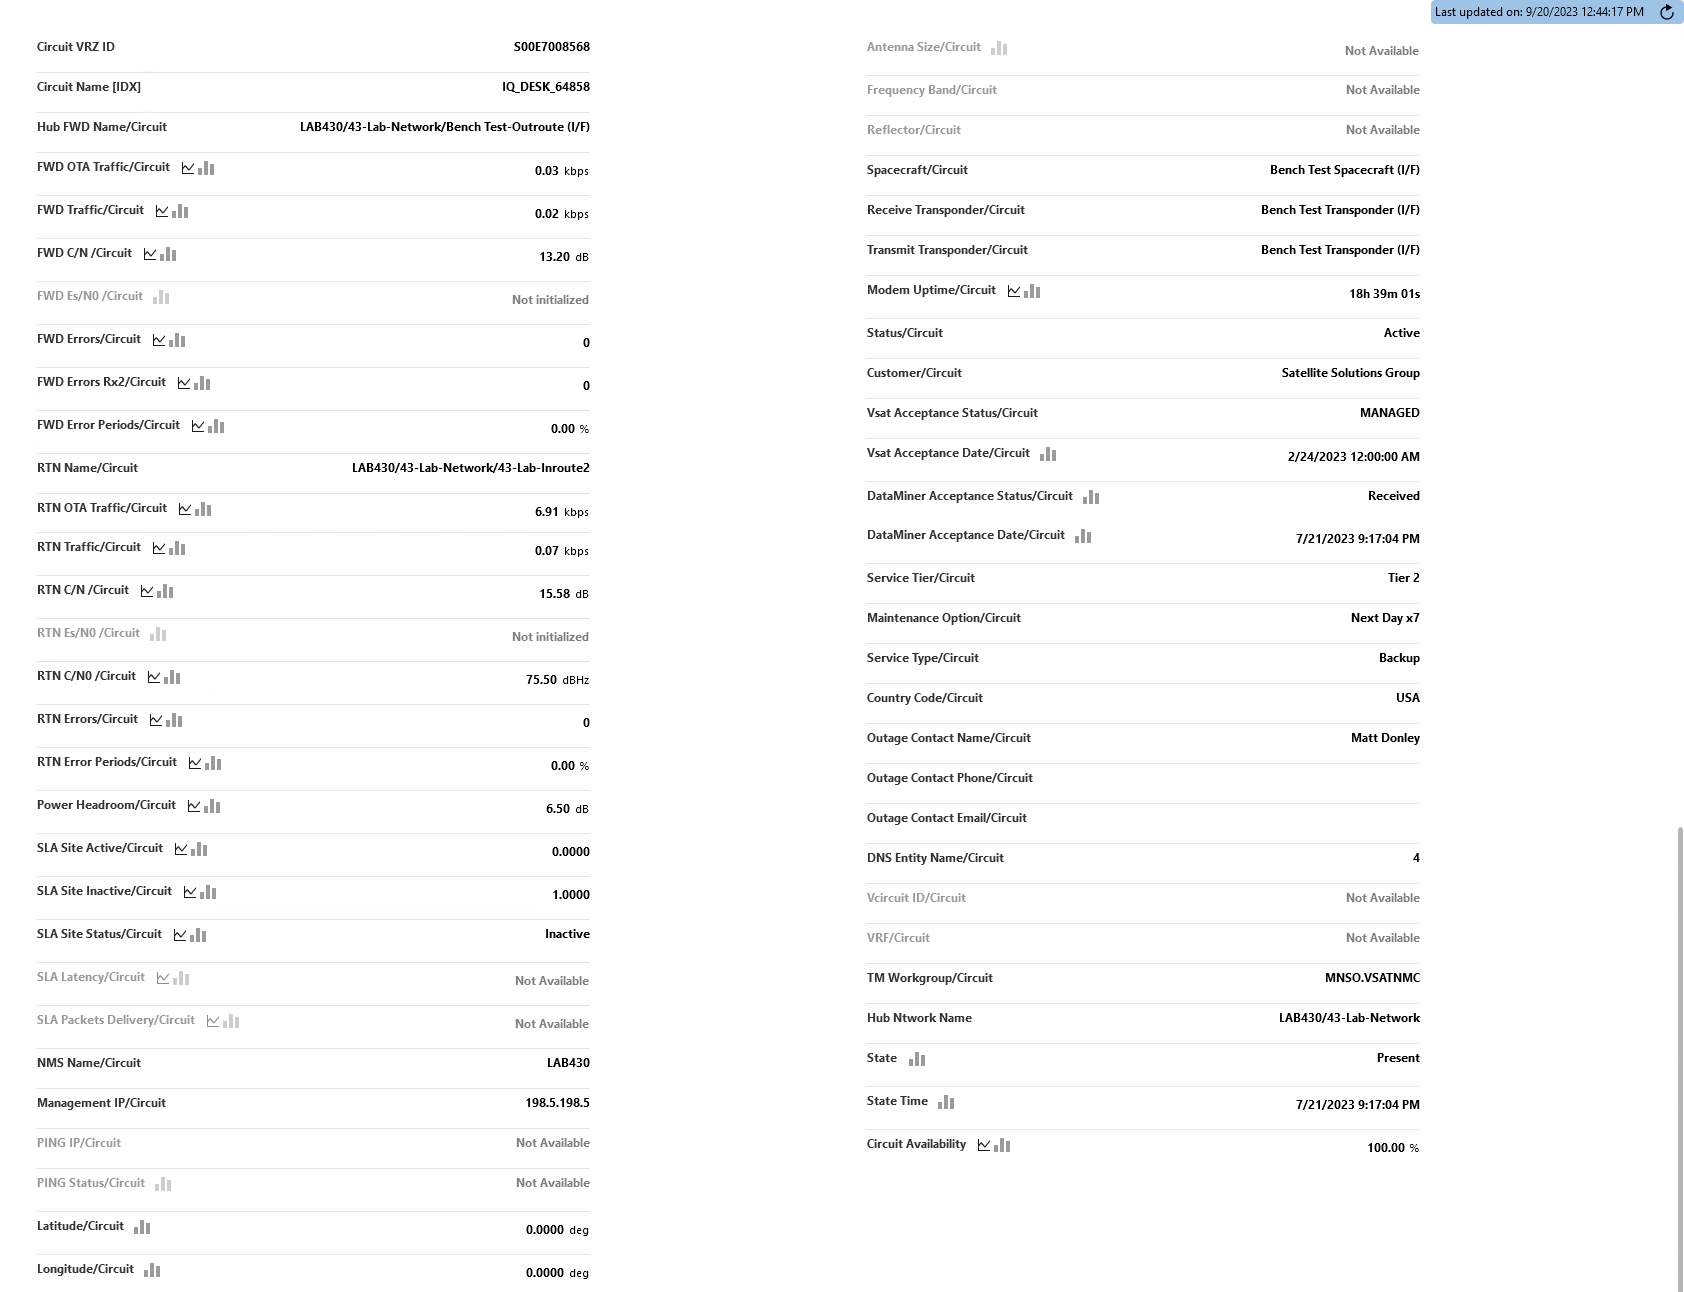 Last updated on: 9/20/2023 12:44:17 PM
Circuit VRZ ID S00E7008568
Circuit Name [IDX] IQ_DESK_64858
Hub FWD Name/Circuit LAB430/43-Lab-Network/Bench Test-Outroute (I/F)
FWD OTA Traffic/Circuit 0.03 kbps
FWD Traffic/Circuit 0.02 kbps
FWD C/N /Circuit 13.20 dB
FWD Es/N0 /Circuit Not initialized
FWD Errors/Circuit 0
FWD Errors Rx2/Circuit 0
FWD Error Periods/Circuit 0.00 %
RTN Name/Circuit LAB430/43-Lab-Network/43-Lab-Inroute2
RTN OTA Traffic/Circuit 6.91 kbps
RTN Traffic/Circuit 0.07 kbps
RTN C/N /Circuit 15.58 dB
RTN Es/N0 /Circuit Not initialized
RTN C/N0 /Circuit 75.50 dBHz
RTN Errors/Circuit 0
RTN Error Periods/Circuit 0.00 %
Power Headroom/Circuit 6.50 dB
SLA Site Active/Circuit 0.0000
SLA Site Inactive/Circuit 1.0000
SLA Site Status/Circuit Inactive
SLA Latency/Circuit Not Available
SLA Packets Delivery/Circuit Not Available
NMS Name/Circuit LAB430
Management IP/Circuit 198.5.198.5
PING IP/Circuit Not Available
PING Status/Circuit Not Available
Latitude/Circuit 0.0000 deg
Longitude/Circuit 0.0000 deg
Antenna Size/Circuit Not Available
Frequency Band/Circuit Not Available
Reflector/Circuit Not Available
Spacecraft/Circuit Bench Test Spacecraft (I/F)
Receive Transponder/Circuit Bench Test Transponder (I/F)
Transmit Transponder/Circuit Bench Test Transponder (I/F)
Modem Uptime/Circuit 18h 39m 01s
Status/Circuit Active
Customer/Circuit Satellite Solutions Group
Vsat Acceptance Status/Circuit MANAGED
Vsat Acceptance Date/Circuit 2/24/2023 12:00:00 AM
DataMiner Acceptance Status/Circuit Received
DataMiner Acceptance Date/Circuit 7/21/2023 9:17:04 PM
Service Tier/Circuit Tier 2
Maintenance Option/Circuit Next Day x7
Service Type/Circuit Backup
Country Code/Circuit USA
Outage Contact Name/Circuit Matt Donley
Outage Contact Phone/Circuit
Outage Contact Email/Circuit
DNS Entity Name/Circuit 4
Vcircuit ID/Circuit Not Available
VRF/Circuit Not Available
TM Workgroup/Circuit MNSO.VSATNMC
Hub Ntwork Name LAB430/43-Lab-Network
State Present
State Time 7/21/2023 9:17:04 PM
Circuit Availability 100.00 %